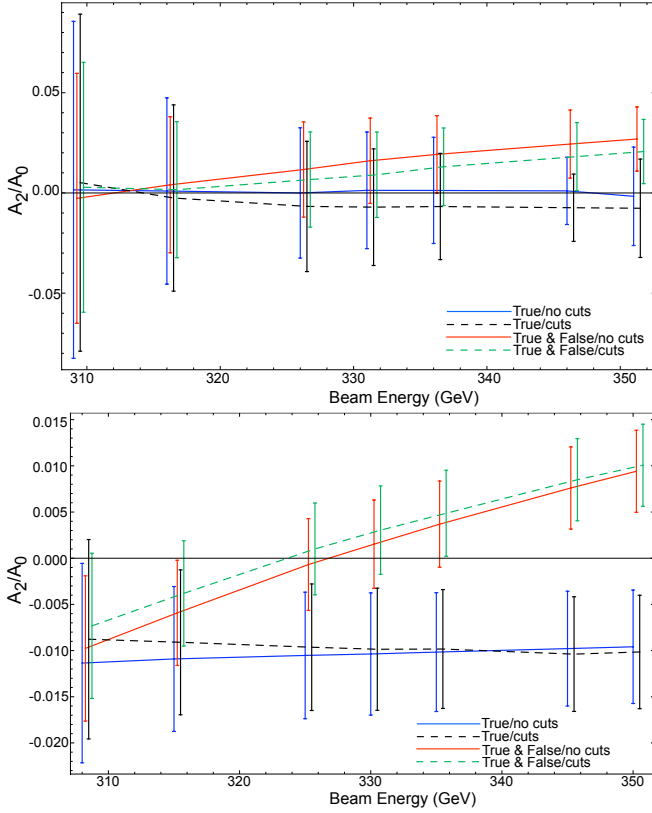 0.05
0.00
-0.05
A2/A0
True/no cuts
True/cuts
True & False/no cuts
True & False/cuts
310 320 330 340 350
Beam Energy (GeV)
0.015
0.010
0.005
0.000
-0.005
-0.010
-0.015
-0.020
A2/A0
True/no cuts
True/cuts
True & False/no cuts
True & False/cuts
310 320 330 340 350
Beam Energy (GeV)